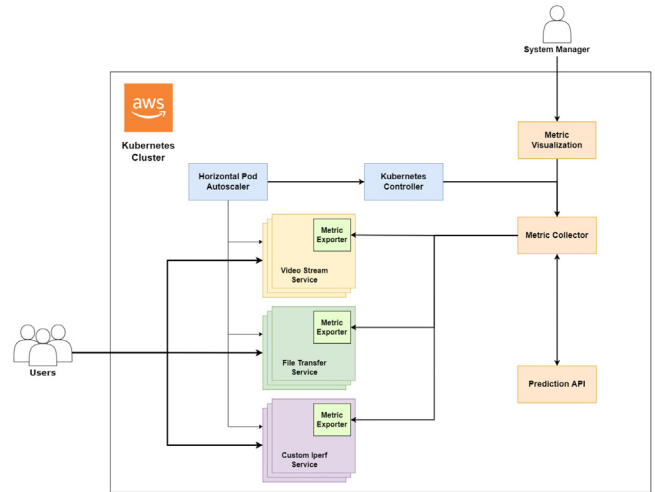 System Manager
aws
Kubernetes
Cluster
Metric
Visualization
Horizontal Pod
Autoscaler
Kubernetes
Controller
Metric
Exporter
Metric Collector
Video Stream
Service
Metric
Exporter
File Transfer
Service
Users
Prediction API
Metric
Exporter
Custom Iperf
Service